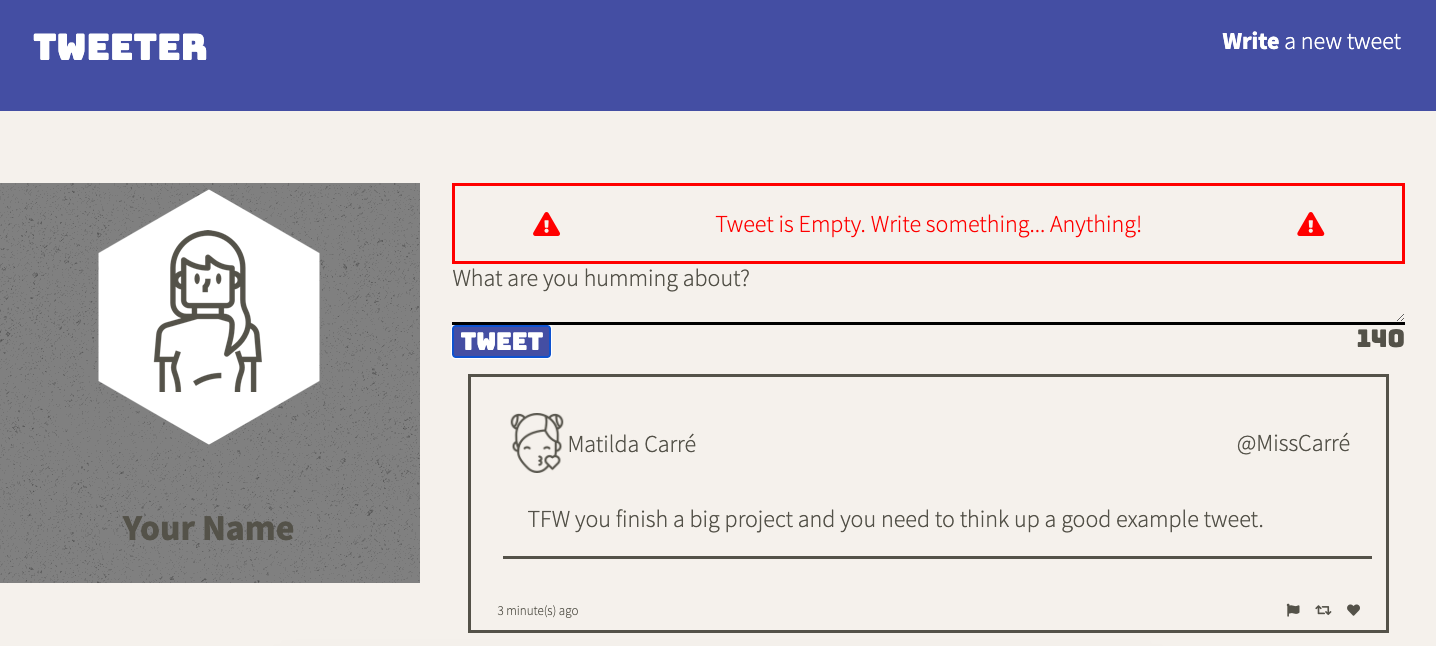 TWEETER
Write a new tweet
Tweet is Empty. Write something... Anything!
What are you humming about?
TWEET
140
Your Name
Matilda Carré
@MissCarré
TFW you finish a big project and you need to think up a good example tweet.
3 minute(s) ago